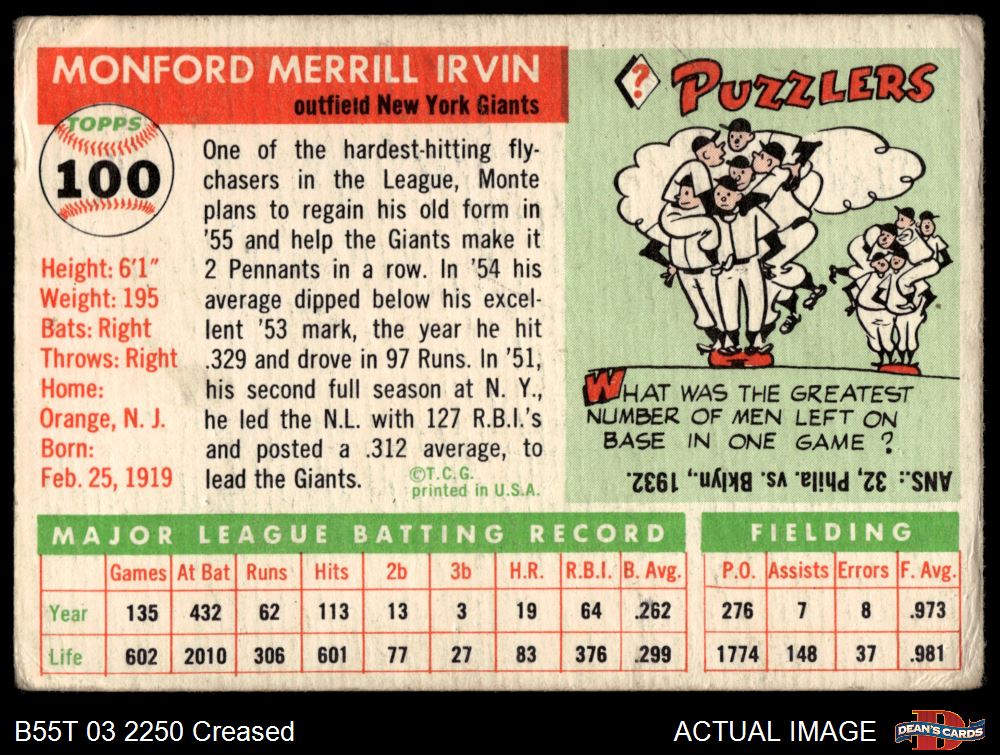 MONFORD MERRILL IRVIN
outfield New York Giants
TOPPS
100
Height: 6'1"
Weight: 195
Bats: Right
Throws: Right
Home:
Orange, N. J.
Born:
Feb. 25, 1919
One of the hardest-hitting fly-
chasers in the League, Monte
plans to regain his old form in
'55 and help the Giants make it
2 Pennants in a row. In '54 his
average dipped below his excel-
lent '53 mark, the year he hit
.329 and drove in 97 Runs. In '51,
his second full season at N. Y.,
he led the N.L. with 127 R.B.I.'s
and posted a .312 average, to
lead the Giants.
©T.C.G.
printed in U.S.A.
? PUZZLERS
WHAT WAS THE GREATEST
NUMBER OF MEN LEFT ON
BASE IN ONE GAME ?
ANS.: 32, Phila. vs. Bklyn., 1932.
MAJOR LEAGUE BATTING RECORD FIELDING
Games At Bat Runs Hits 2b 3b H.R. R.B.I. B. Avg. P.O. Assists Errors F. Avg.
Year 135 432 62 113 13 3 19 64 .262 276 7 8 .973
Life 602 2010 306 601 77 27 83 376 .299 1774 148 37 .981
B55T 03 2250 Creased
ACTUAL IMAGE
DEAN'S CARDS